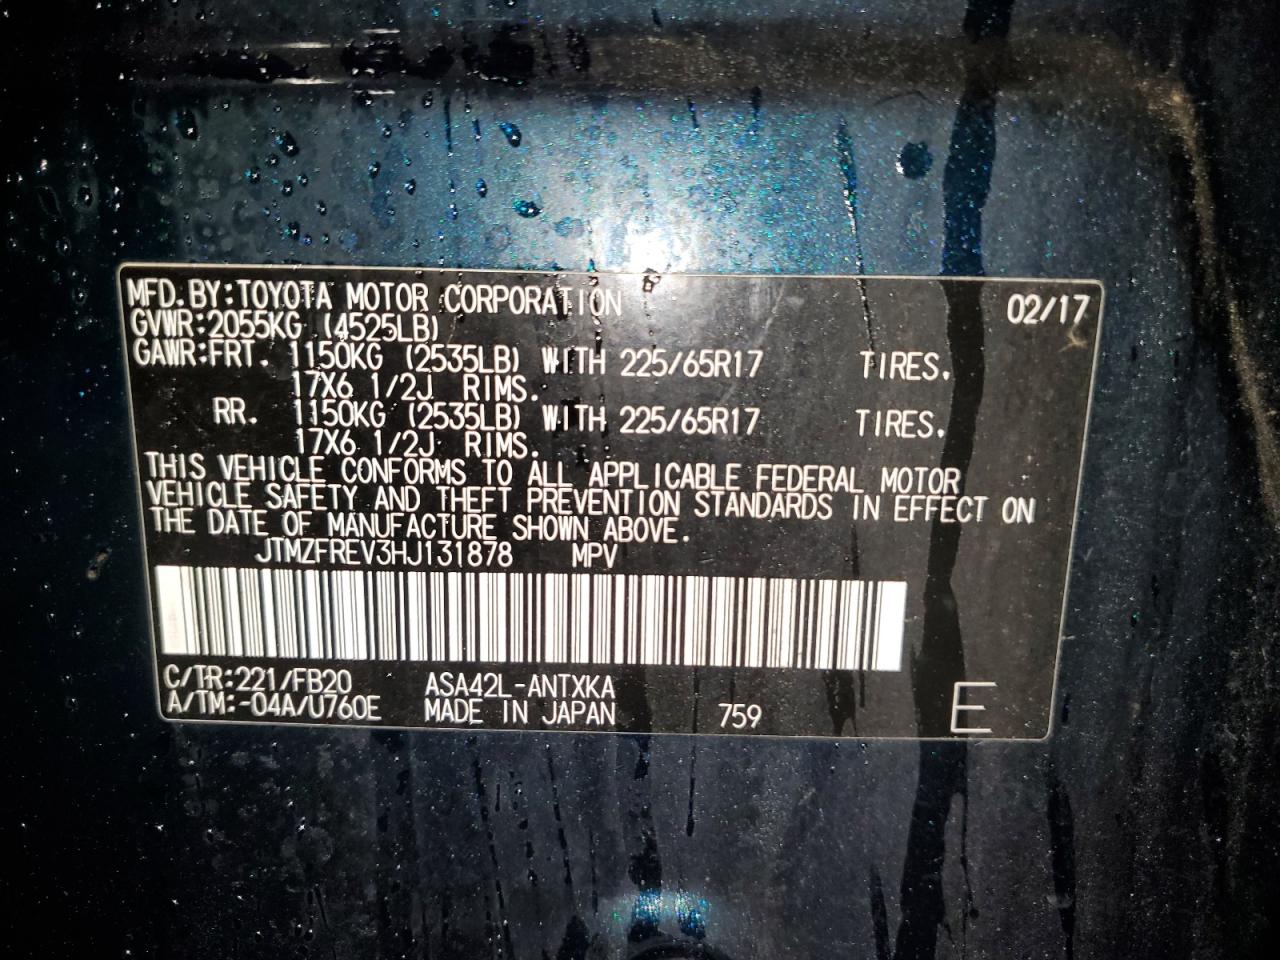 MFD.BY:TOYOTA MOTOR CORPORATION 02/17
GVWR:2055KG (4525LB)
GAWR:FRT. 1150KG (2535LB) WITH 225/65R17 TIRES.
17X6 1/2J RIMS.
RR. 1150KG (2535LB) WITH 225/65R17 TIRES.
17X6 1/2J RIMS.
THIS VEHICLE CONFORMS TO ALL APPLICABLE FEDERAL MOTOR
VEHICLE SAFETY AND THEFT PREVENTION STANDARDS IN EFFECT ON
THE DATE OF MANUFACTURE SHOWN ABOVE.
JTMZFREV3HJ131878 MPV
C/TR:221/FB20 ASA42L-ANTXKA
A/TM:-04A/U760E MADE IN JAPAN 759 E